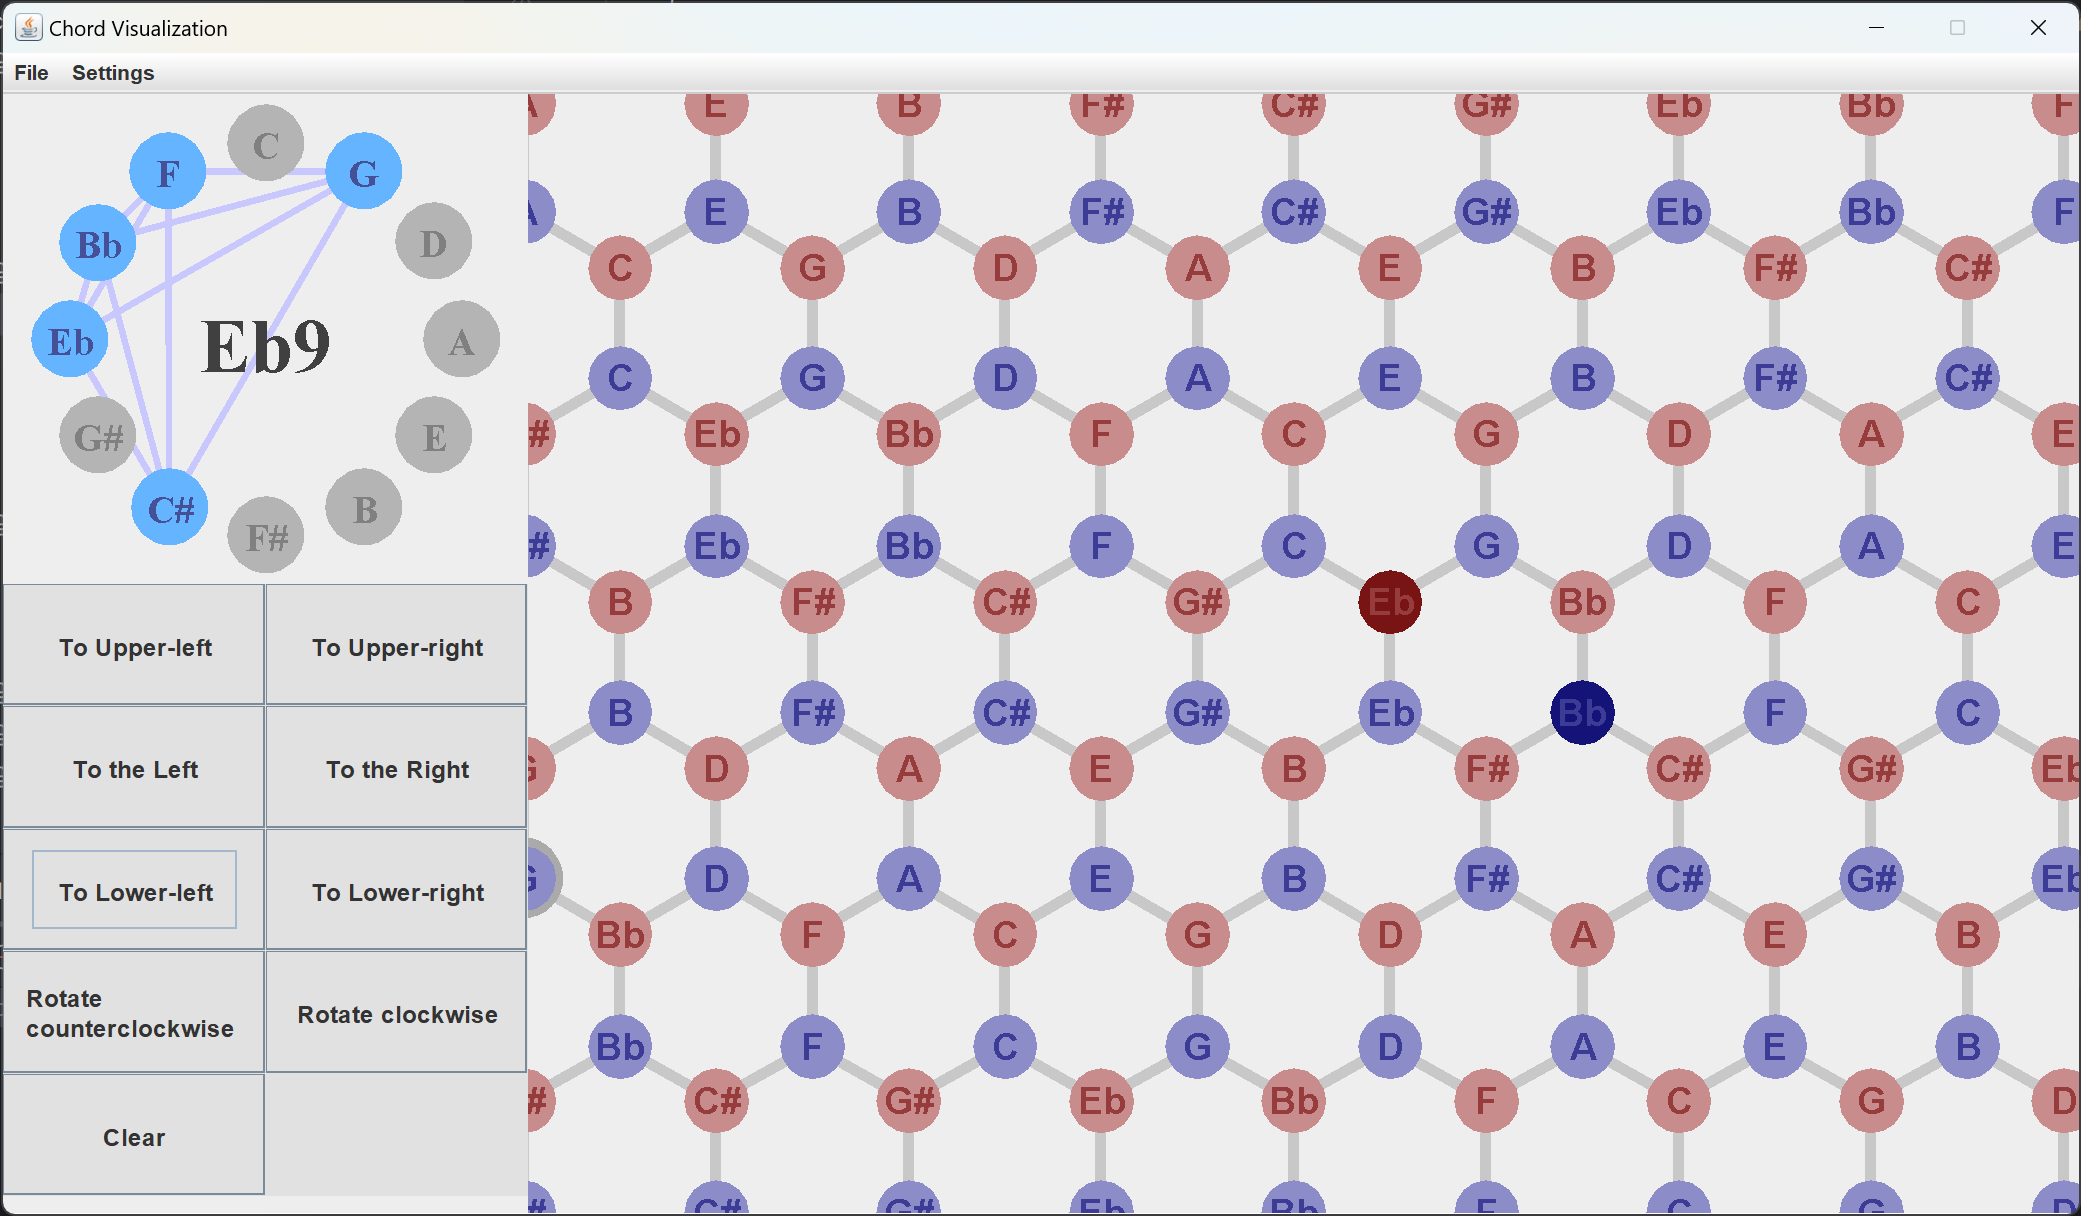 Chord Visualization
File Settings
C
F G
Bb D
Eb Eb9 A
G# E
C# B
F#
To Upper-left To Upper-right
To the Left To the Right
To Lower-left To Lower-right
Rotate
counterclockwise
Rotate clockwise
Clear
A E B F# C# G# Eb Bb F
A E B F# C# G# Eb Bb F
C G D A E B F# C#
C G D A E B F# C#
# Eb Bb F C G D A E
# Eb Bb F C G D A E
B F# C# G# Eb Bb F C
B F# C# G# Eb Bb F C
G D A E B F# C# G# Eb
G D A E B F# C# G# Eb
Bb F C G D A E B
Bb F C G D A E B
# C# G# Eb Bb F C G D
# C# G# Eb Bb F C G D